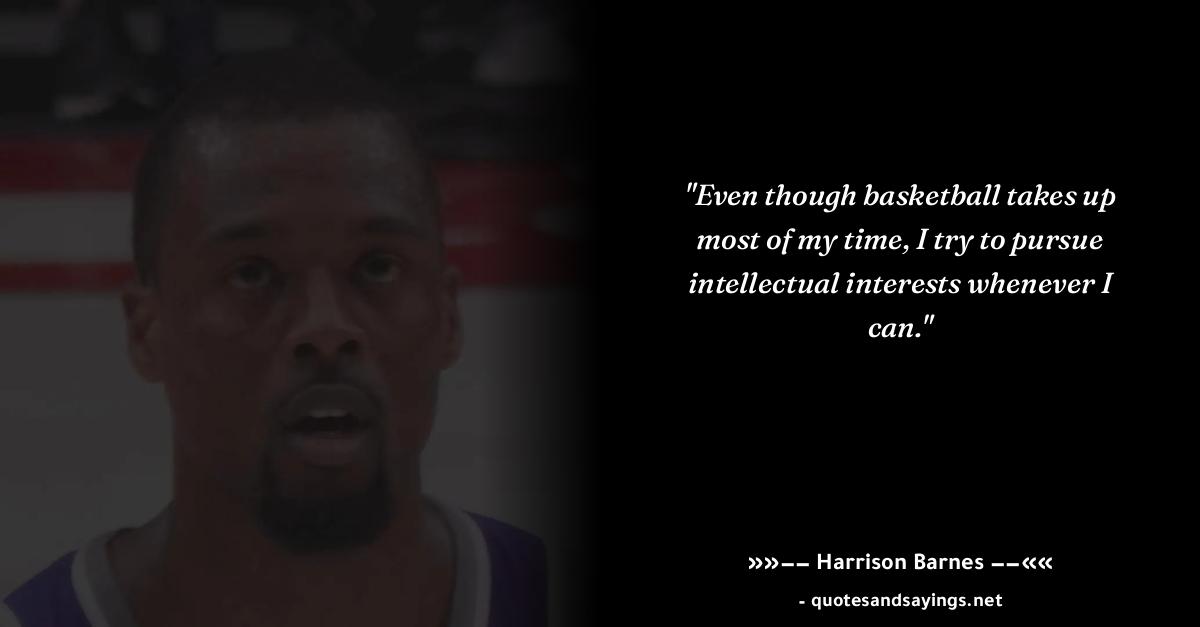 "Even though basketball takes up
most of my time, I try to pursue
intellectual interests whenever I
can."
»»—— Harrison Barnes ——««
- quotesandsayings.net